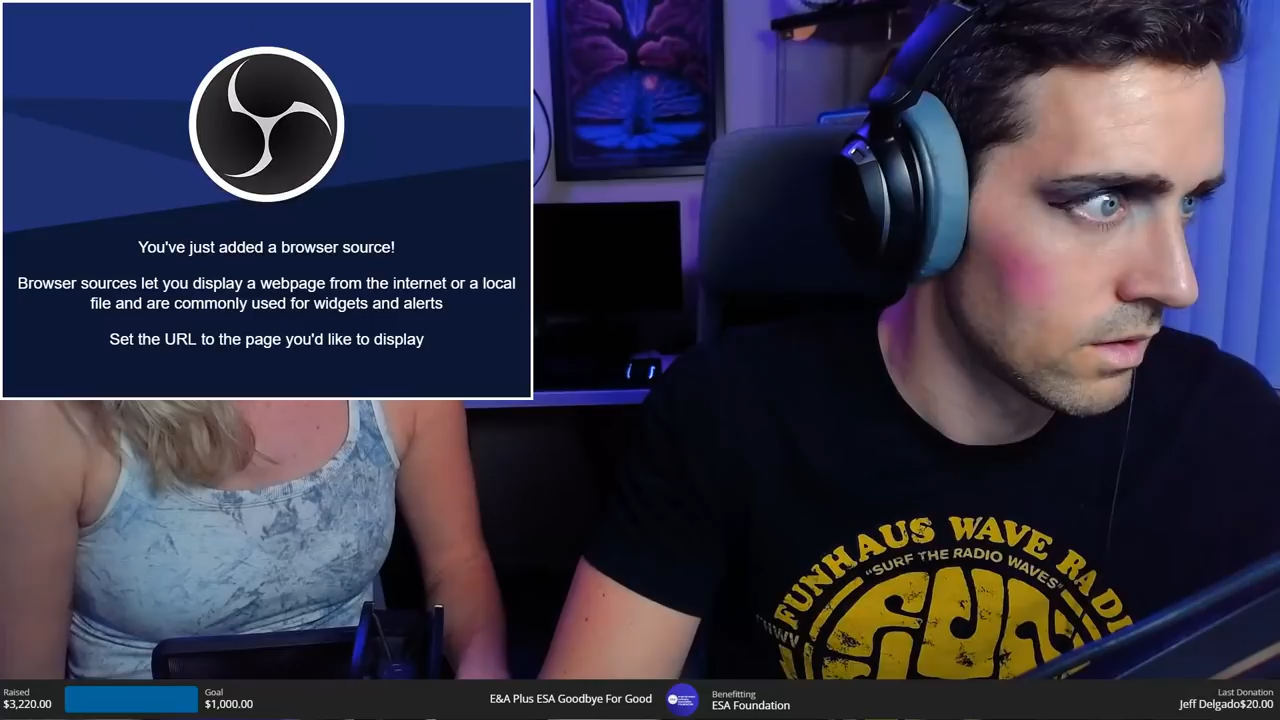 You've just added a browser source!
Browser sources let you display a webpage from the internet or a local
file and are commonly used for widgets and alerts
Set the URL to the page you'd like to display
FUNHAUS WAVE RADI
"SURF THE RADIO WAVES"
FUN
Raised
$3,220.00
Goal
$1,000.00
E&A Plus ESA Goodbye For Good
Benefitting
ESA Foundation
Last Donation
Jeff Delgado$20.00